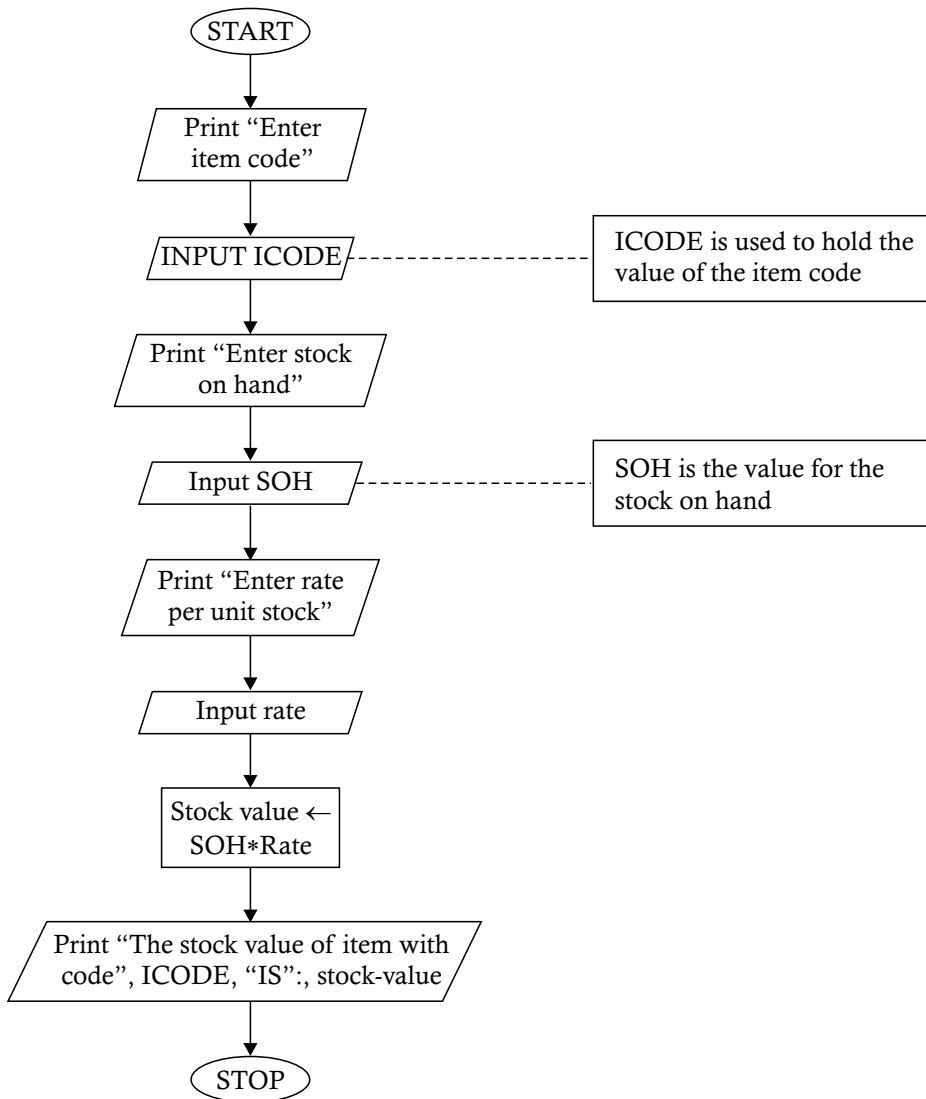 START
Print “Enter
item code”
INPUT ICODE
ICODE is used to hold the
value of the item code
Print “Enter stock
on hand”
Input SOH
SOH is the value for the
stock on hand
Print “Enter rate
per unit stock”
Input rate
Stock value ←
SOH*Rate
Print “The stock value of item with
code”, ICODE, “IS”:, stock-value
STOP